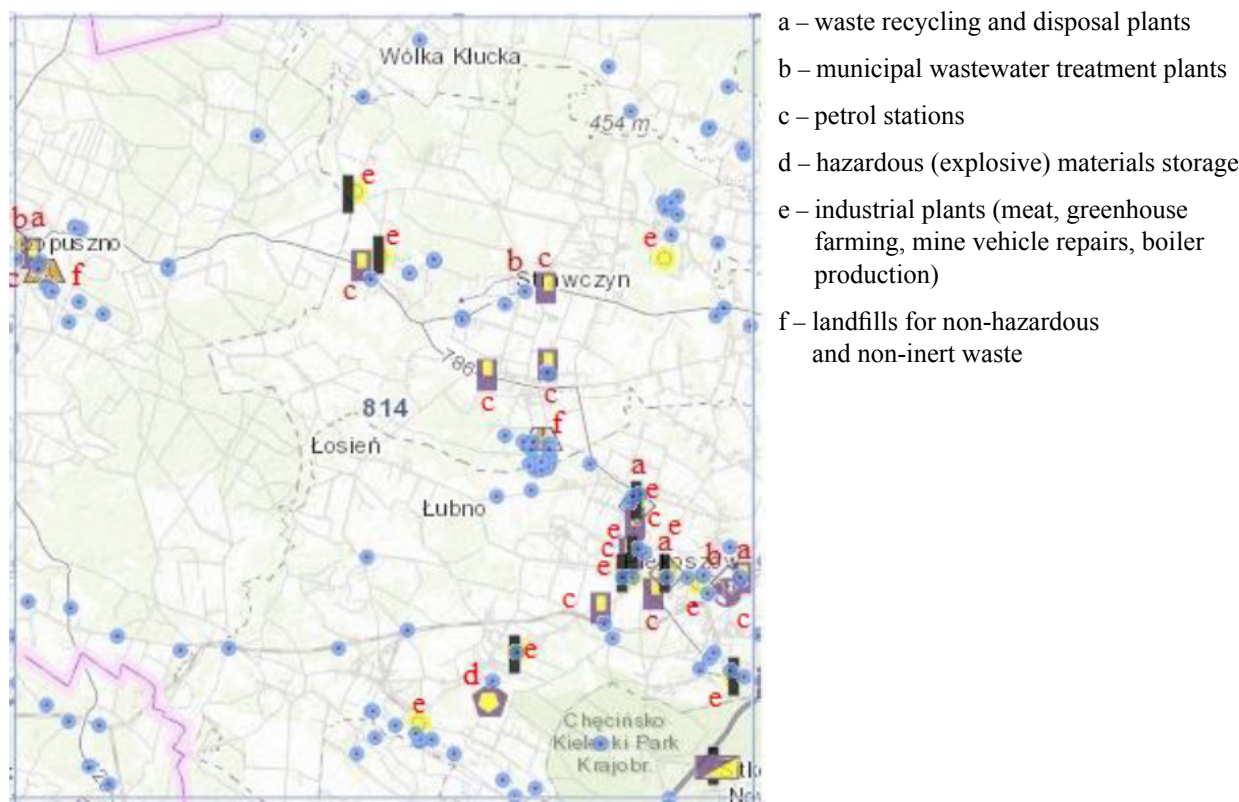 a – waste recycling and disposal plants
b – municipal wastewater treatment plants
c – petrol stations
d – hazardous (explosive) materials storage
e – industrial plants (meat, greenhouse
farming, mine vehicle repairs, boiler
production)
f – landfills for non-hazardous
and non-inert waste
Wólka Kłucka
454 m
e
b a
e
e
b c
c
f
c
786
c
c
814
f
Łosień
a
e
Łubno
c
e
e
c
a
b
a
e
c
c
e
c
e
d
e
e
Chęcińsko
Kielecki Park
Krajobr.